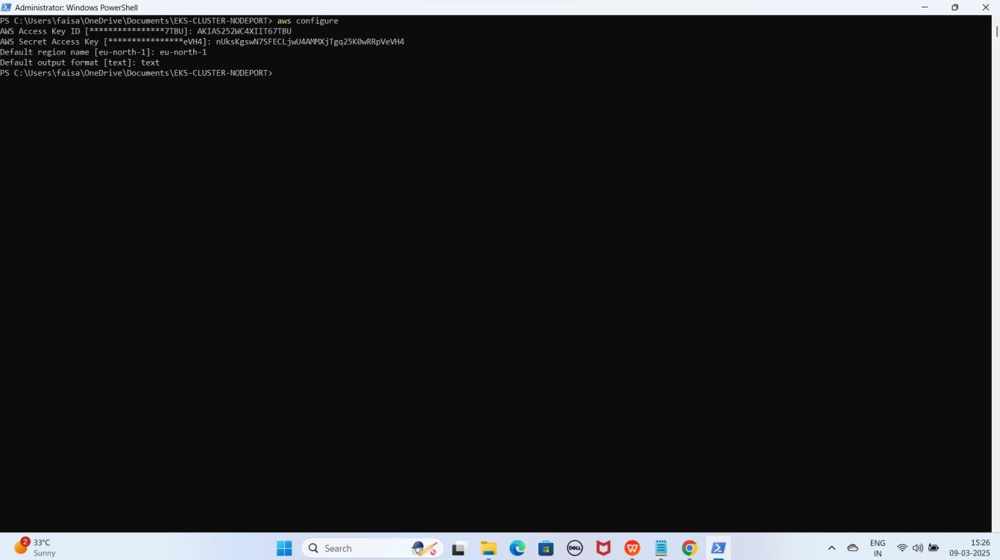 Administrator: Windows PowerShell
PS C:\Users\faisa\OneDrive\Documents\EKS-CLUSTER-NODEPORT> aws configure
AWS Access Key ID [****************7TBU]: AKIAS252WC4XIIT67TBU
AWS Secret Access Key [****************eVH4]: 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
Default region name [eu-north-1]: eu-north-1
Default output format [text]: text
PS C:\Users\faisa\OneDrive\Documents\EKS-CLUSTER-NODEPORT>
2
33°C
Sunny
Search
DELL
W
ENG
IN
15:26
09-03-2025